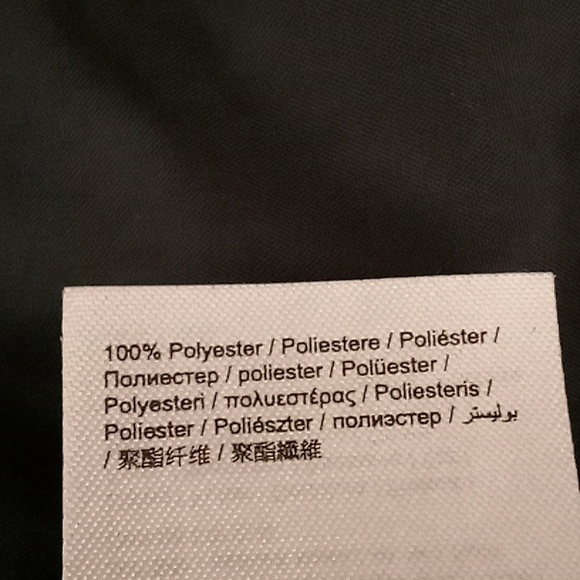 100% Polyester / Poliestere / Poliéster /
Полиестер / poliester / Polüester /
Polyesteri / πολυεστέρας / Poliesteris /
Poliester / Poliészter / полиэстер / بوليستر
/ 聚酯纤维 / 聚酯纖維